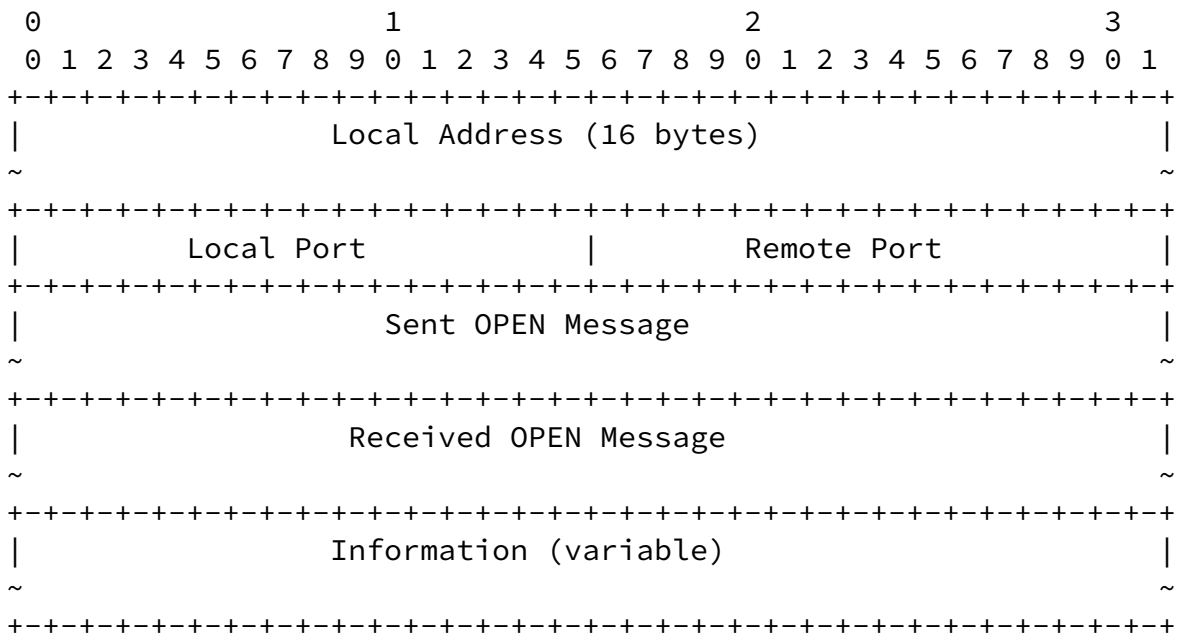 0                   1                   2                   3
 0 1 2 3 4 5 6 7 8 9 0 1 2 3 4 5 6 7 8 9 0 1 2 3 4 5 6 7 8 9 0 1
+-+-+-+-+-+-+-+-+-+-+-+-+-+-+-+-+-+-+-+-+-+-+-+-+-+-+-+-+-+-+-+-+
|                 Local Address (16 bytes)                      |
~                                                               ~
+-+-+-+-+-+-+-+-+-+-+-+-+-+-+-+-+-+-+-+-+-+-+-+-+-+-+-+-+-+-+-+-+
|         Local Port            |        Remote Port            |
+-+-+-+-+-+-+-+-+-+-+-+-+-+-+-+-+-+-+-+-+-+-+-+-+-+-+-+-+-+-+-+-+
|                    Sent OPEN Message                          |
~                                                               ~
+-+-+-+-+-+-+-+-+-+-+-+-+-+-+-+-+-+-+-+-+-+-+-+-+-+-+-+-+-+-+-+-+
|                  Received OPEN Message                        |
~                                                               ~
+-+-+-+-+-+-+-+-+-+-+-+-+-+-+-+-+-+-+-+-+-+-+-+-+-+-+-+-+-+-+-+-+
|                 Information (variable)                        |
~                                                               ~
+-+-+-+-+-+-+-+-+-+-+-+-+-+-+-+-+-+-+-+-+-+-+-+-+-+-+-+-+-+-+-+-+